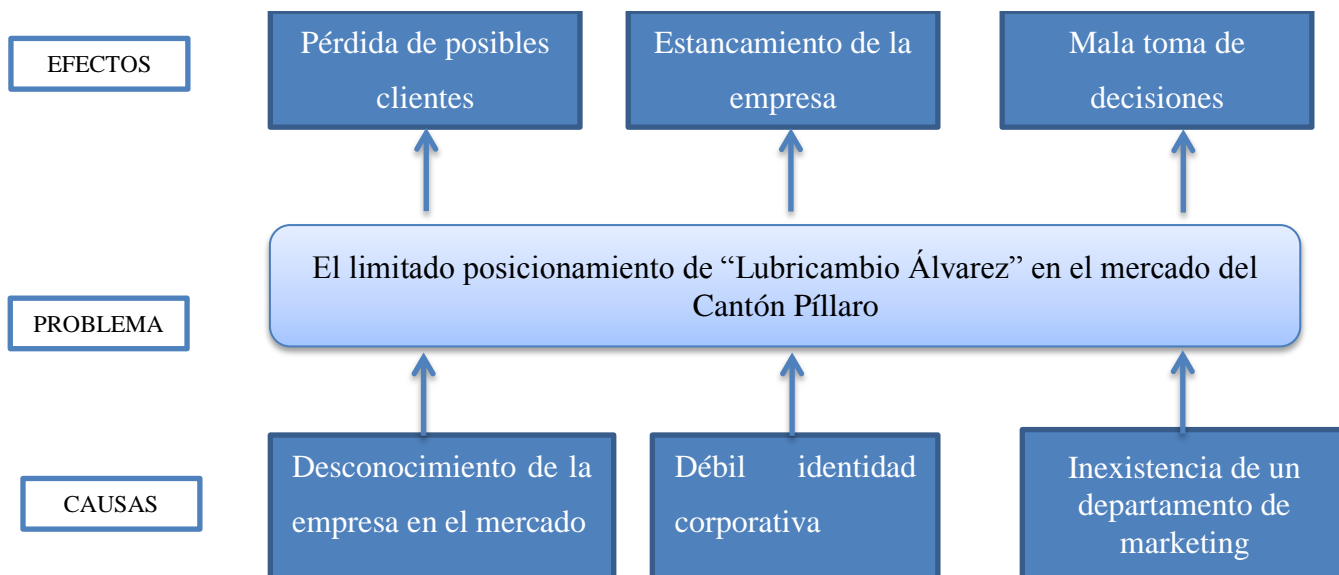 EFECTOS
Pérdida de posibles
clientes
Estancamiento de la
empresa
Mala toma de
decisiones
PROBLEMA
El limitado posicionamiento de “Lubricambio Álvarez” en el mercado del
Cantón Píllaro
CAUSAS
Desconocimiento de la
empresa en el mercado
Débil identidad
corporativa
Inexistencia de un
departamento de
marketing